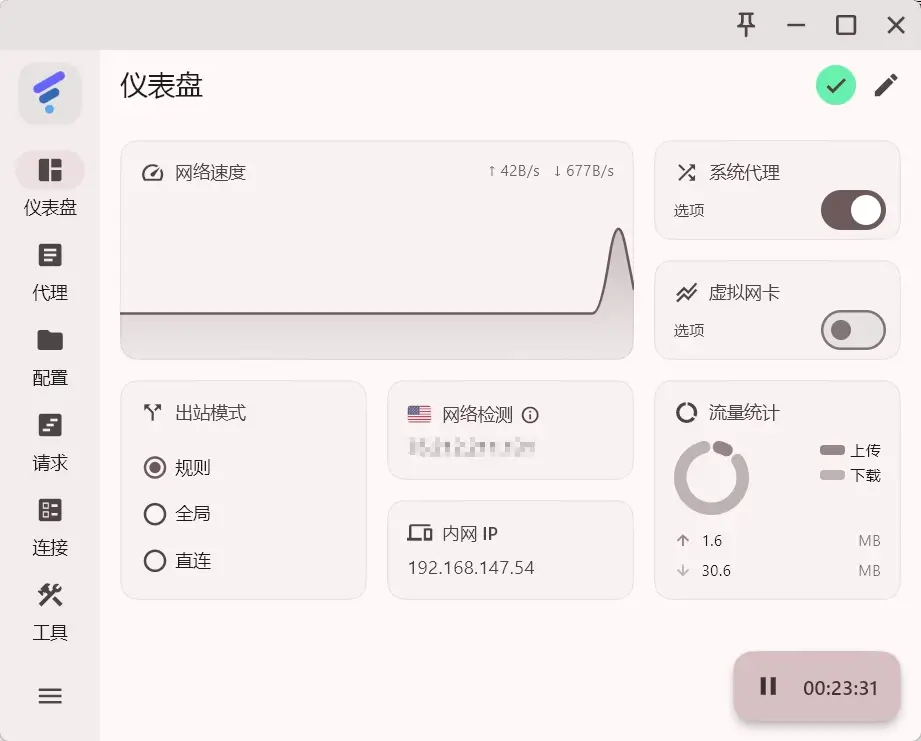 仪表盘
仪表盘
代理
配置
请求
连接
工具
网络速度
↑ 42B/s ↓ 677B/s
系统代理
选项
虚拟网卡
选项
出站模式
规则
全局
直连
网络检测
内网 IP
192.168.147.54
流量统计
上传
下载
↑ 1.6 MB
↓ 30.6 MB
00:23:31